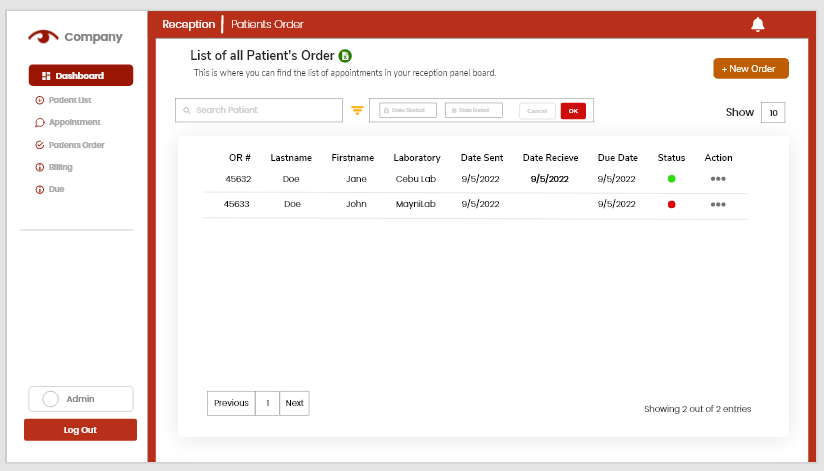 Company
Dashboard
Patient List
Appointment
Patients Order
Billing
Due
Admin
Log Out
Reception | Patients Order
List of all Patient's Order
This is where you can find the list of appointments in your reception panel board.
+ New Order
Search Patient
Date Started
Date Ended
Cancel
OK
Show 10
OR # Lastname Firstname Laboratory Date Sent Date Recieve Due Date Status Action
45632 Doe Jane Cebu Lab 9/5/2022 9/5/2022 9/5/2022
45633 Doe John MayniLab 9/5/2022 9/5/2022
Previous 1 Next
Showing 2 out of 2 entries